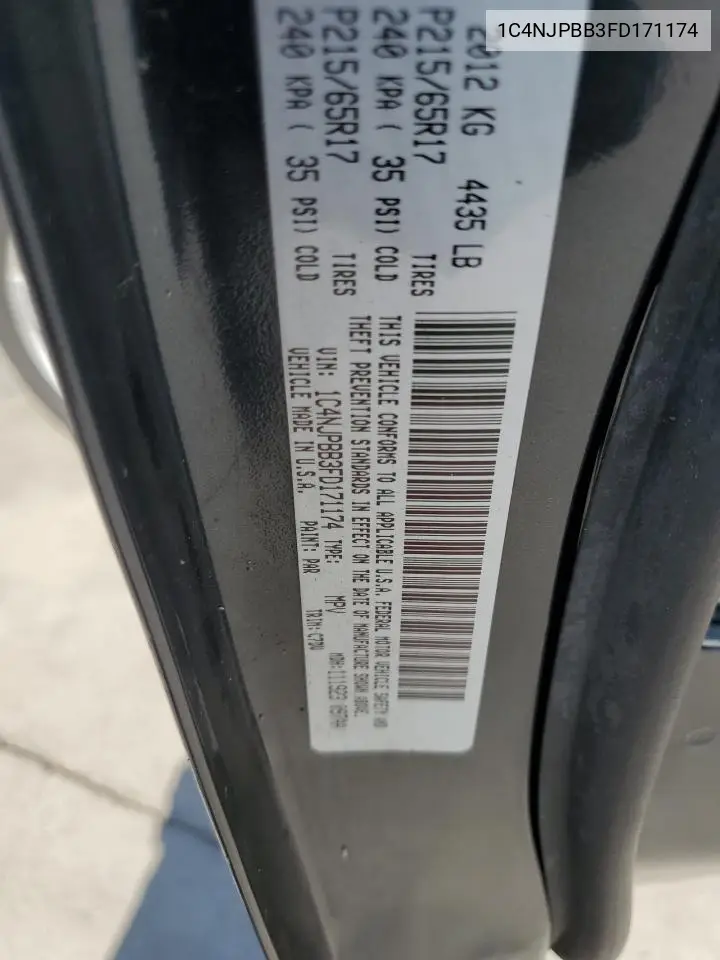 1C4NJPBB3FD171174
2012 KG 4435 LB
P215/65R17 TIRES
240 KPA ( 35 PSI) COLD
P215/65R17 TIRES
240 KPA ( 35 PSI) COLD
THIS VEHICLE CONFORMS TO ALL APPLICABLE U.S.A. FEDERAL MOTOR VEHICLE SAFETY AND
THEFT PREVENTION STANDARDS IN EFFECT ON THE DATE OF MANUFACTURE SHOWN ABOVE.
VIN: 1C4NJPBB3FD171174 TYPE: MPV MDH:111923
VEHICLE MADE IN U.S.A. PAINT: PAR TRIM: